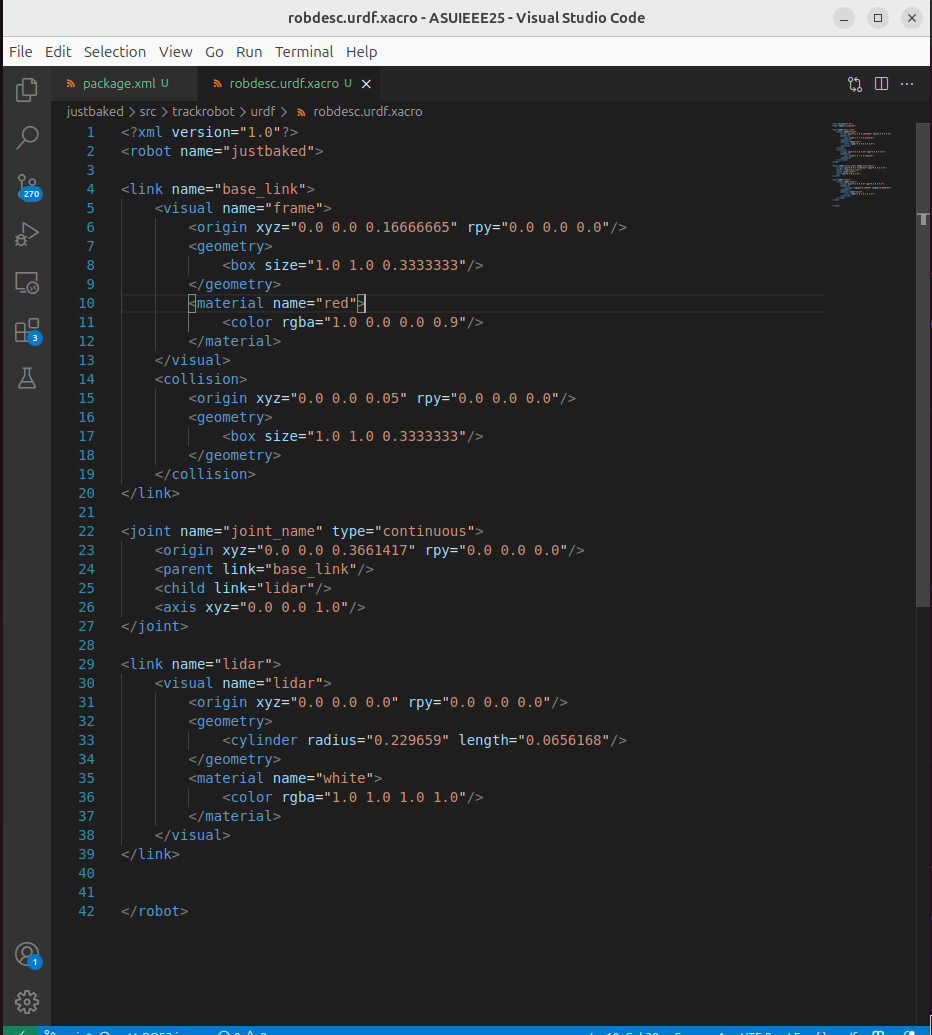 robdesc.urdf.xacro - ASUIEEE25 - Visual Studio Code
File Edit Selection View Go Run Terminal Help
package.xml U robdesc.urdf.xacro U
justbaked > src > trackrobot > urdf > robdesc.urdf.xacro
1 <?xml version="1.0"?>
2 <robot name="justbaked">
3
4 <link name="base_link">
5 <visual name="frame">
6 <origin xyz="0.0 0.0 0.16666665" rpy="0.0 0.0 0.0"/>
7 <geometry>
8 <box size="1.0 1.0 0.3333333"/>
9 </geometry>
10 <material name="red">
11 <color rgba="1.0 0.0 0.0 0.9"/>
12 </material>
13 </visual>
14 <collision>
15 <origin xyz="0.0 0.0 0.05" rpy="0.0 0.0 0.0"/>
16 <geometry>
17 <box size="1.0 1.0 0.3333333"/>
18 </geometry>
19 </collision>
20 </link>
21
22 <joint name="joint_name" type="continuous">
23 <origin xyz="0.0 0.0 0.3661417" rpy="0.0 0.0 0.0"/>
24 <parent link="base_link"/>
25 <child link="lidar"/>
26 <axis xyz="0.0 0.0 1.0"/>
27 </joint>
28
29 <link name="lidar">
30 <visual name="lidar">
31 <origin xyz="0.0 0.0 0.0" rpy="0.0 0.0 0.0"/>
32 <geometry>
33 <cylinder radius="0.229659" length="0.0656168"/>
34 </geometry>
35 <material name="white">
36 <color rgba="1.0 1.0 1.0 1.0"/>
37 </material>
38 </visual>
39 </link>
40
41
42 </robot>
270
3
1